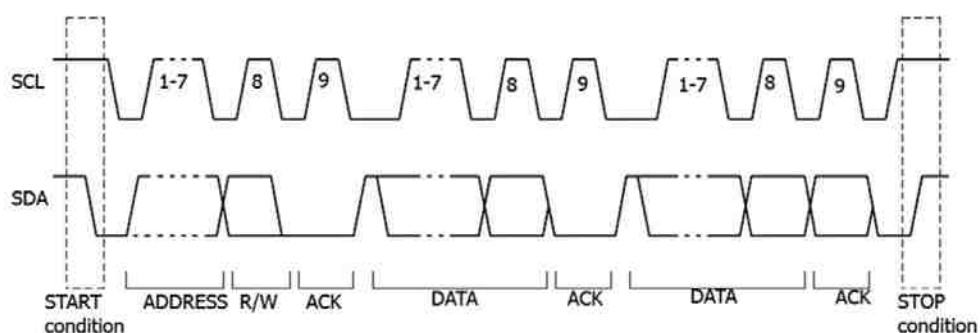 SCL
1-7 8 9 1-7 8 9 1-7 8 9
SDA
START
condition
ADDRESS R/W ACK DATA ACK DATA ACK
STOP
condition